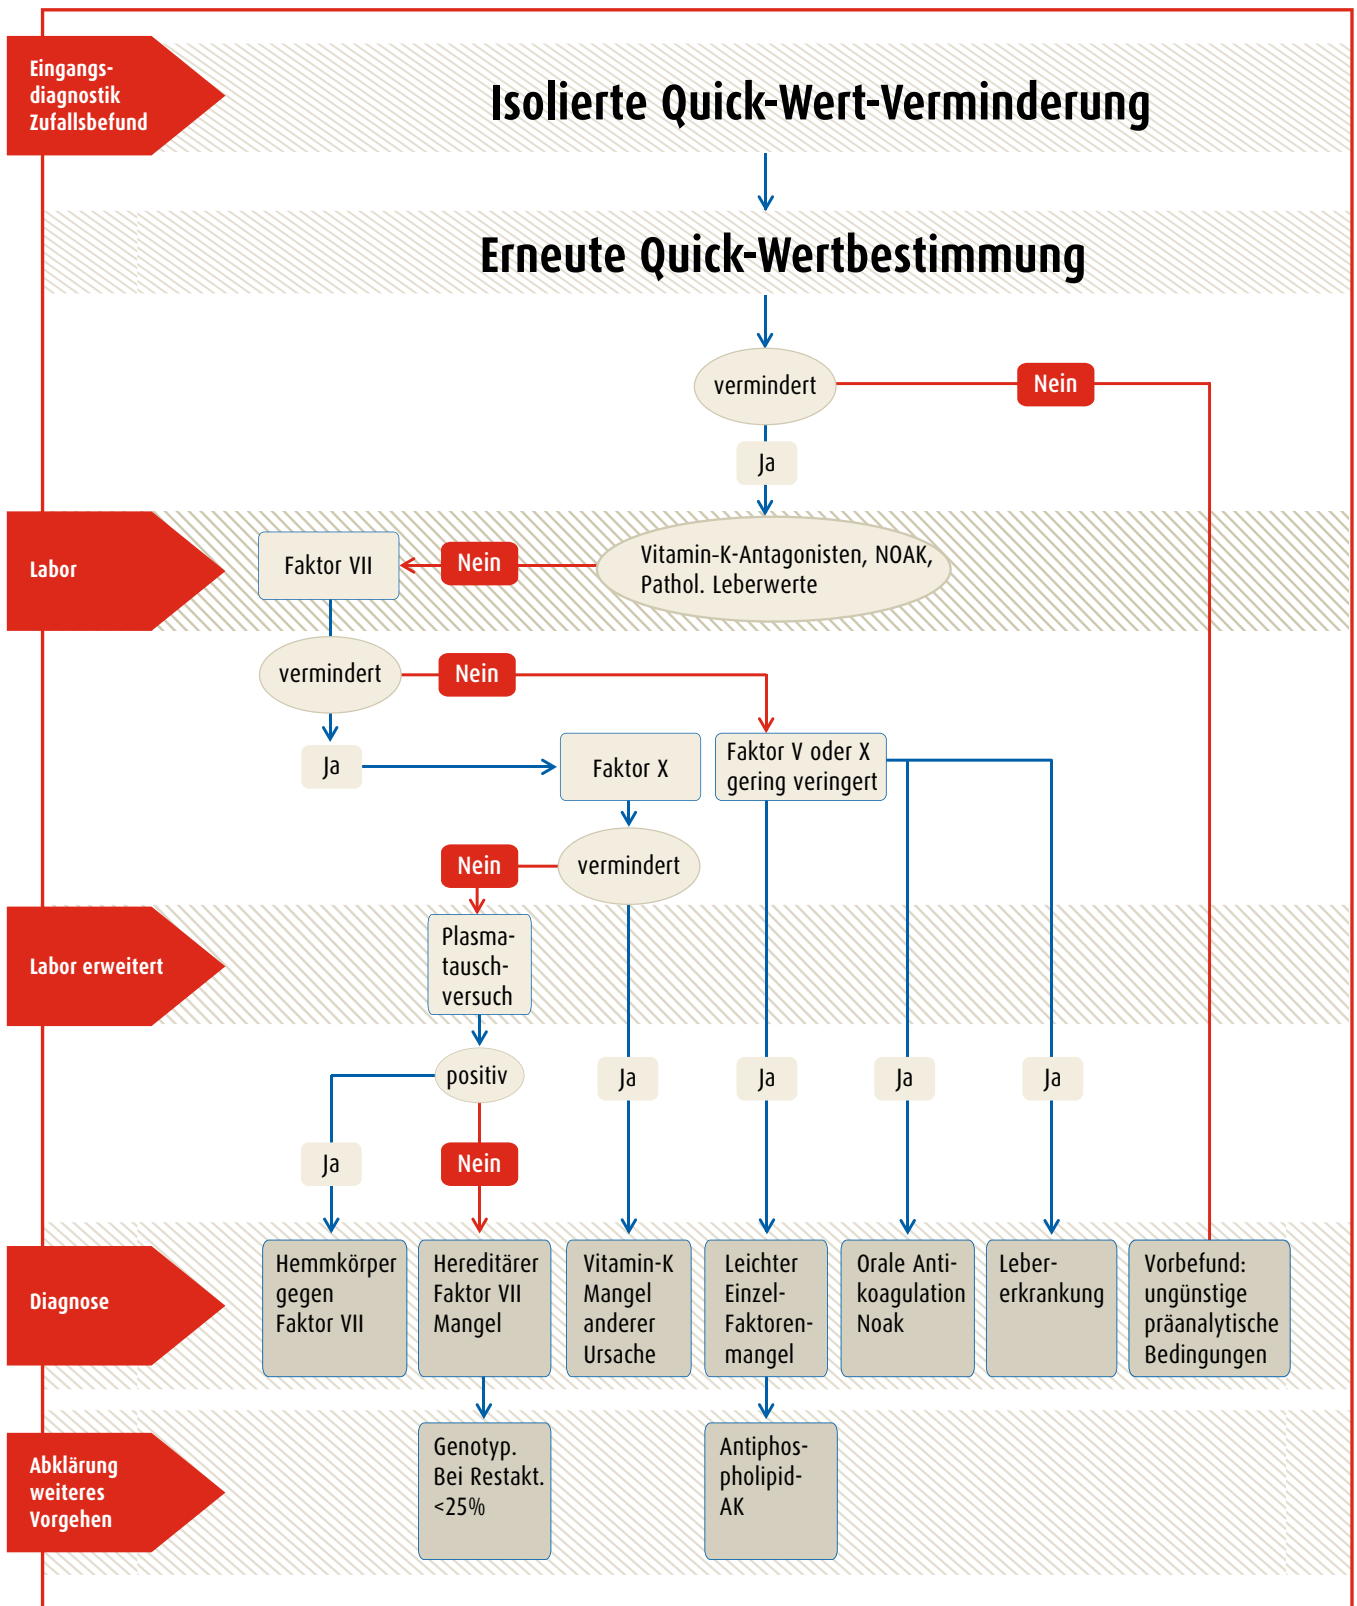 Eingangs-
diagnostik
Zufallsbefund
Isolierte Quick-Wert-Verminderung
Erneute Quick-Wertbestimmung
vermindert
Nein
Ja
Labor
Faktor VII
Nein
Vitamin-K-Antagonisten, NOAK,
Pathol. Leberwerte
vermindert
Nein
Ja
Faktor X
Faktor V oder X
gering veringert
Nein
vermindert
Labor erweitert
Plasma-
tausch-
versuch
positiv
Ja
Ja
Ja
Ja
Ja
Nein
Diagnose
Hemmkörper
gegen
Faktor VII
Hereditärer
Faktor VII
Mangel
Vitamin-K
Mangel
anderer
Ursache
Leichter
Einzel-
Faktoren-
mangel
Orale Anti-
koagulation
Noak
Leber-
erkrankung
Vorbefund:
ungünstige
präanalytische
Bedingungen
Abklärung
weiteres
Vorgehen
Genotyp.
Bei Restakt.
<25%
Antiphos-
pholipid-
AK